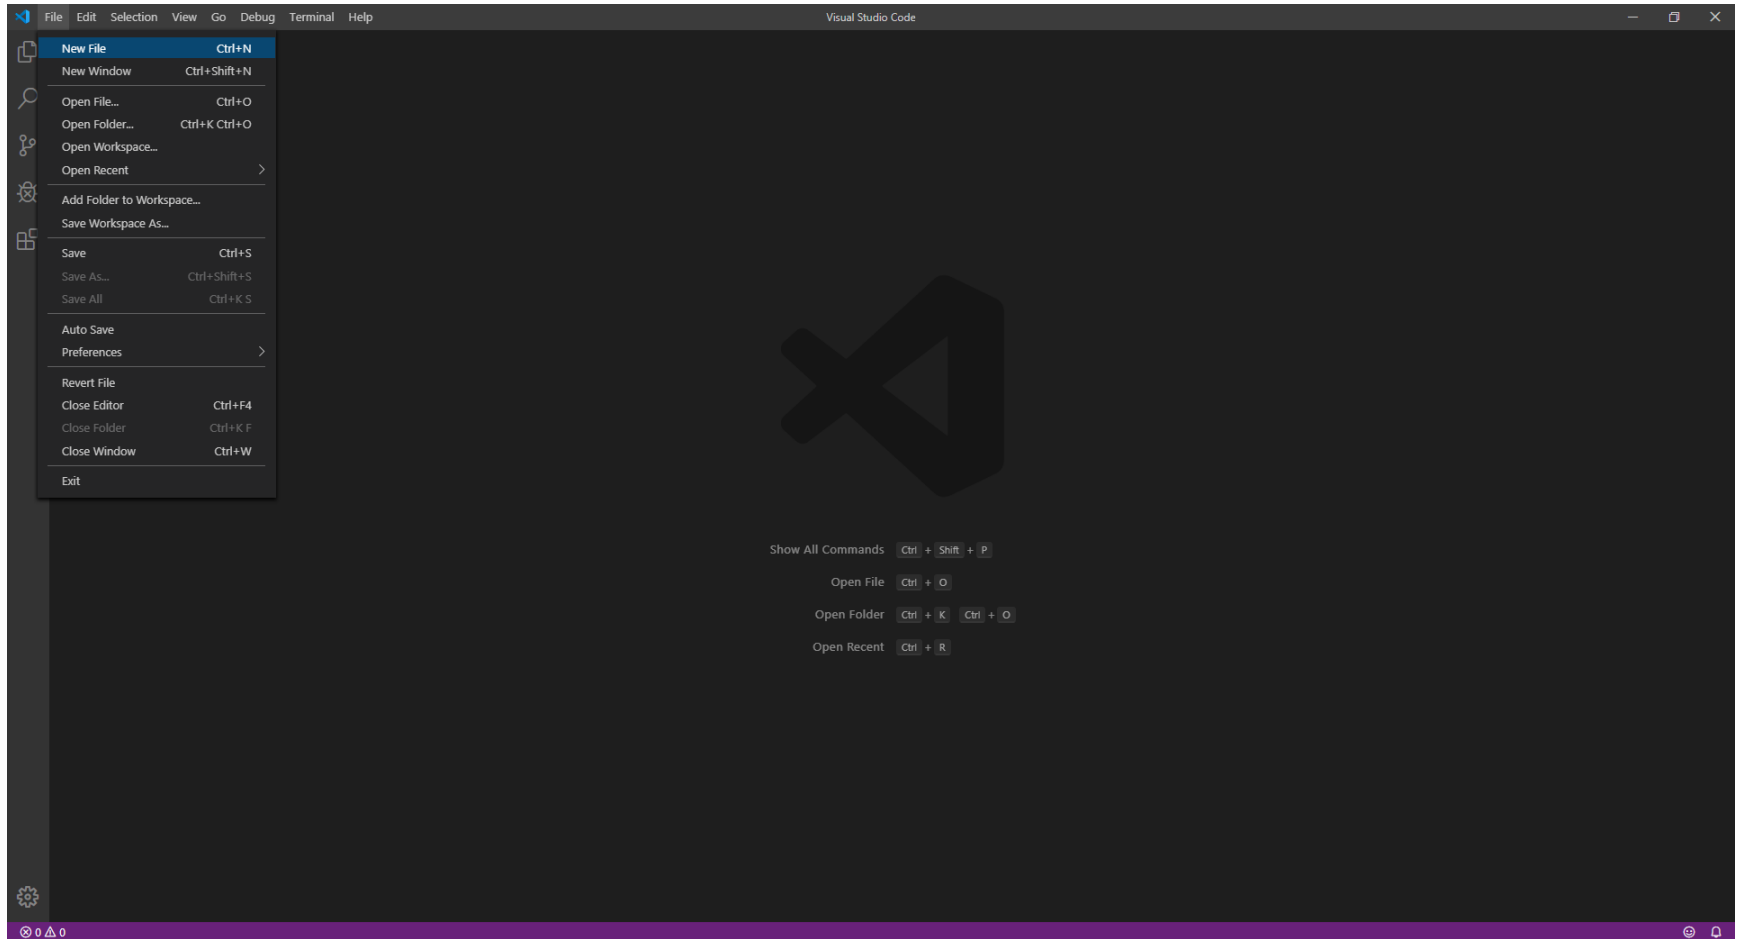 File Edit Selection View Go Debug Terminal Help Visual Studio Code
New File Ctrl+N
New Window Ctrl+Shift+N
Open File... Ctrl+O
Open Folder... Ctrl+K Ctrl+O
Open Workspace...
Open Recent
Add Folder to Workspace...
Save Workspace As...
Save Ctrl+S
Save As... Ctrl+Shift+S
Save All Ctrl+K S
Auto Save
Preferences
Revert File
Close Editor Ctrl+F4
Close Folder Ctrl+K F
Close Window Ctrl+W
Exit
Show All Commands Ctrl + Shift + P
Open File Ctrl + O
Open Folder Ctrl + K Ctrl + O
Open Recent Ctrl + R
0 0